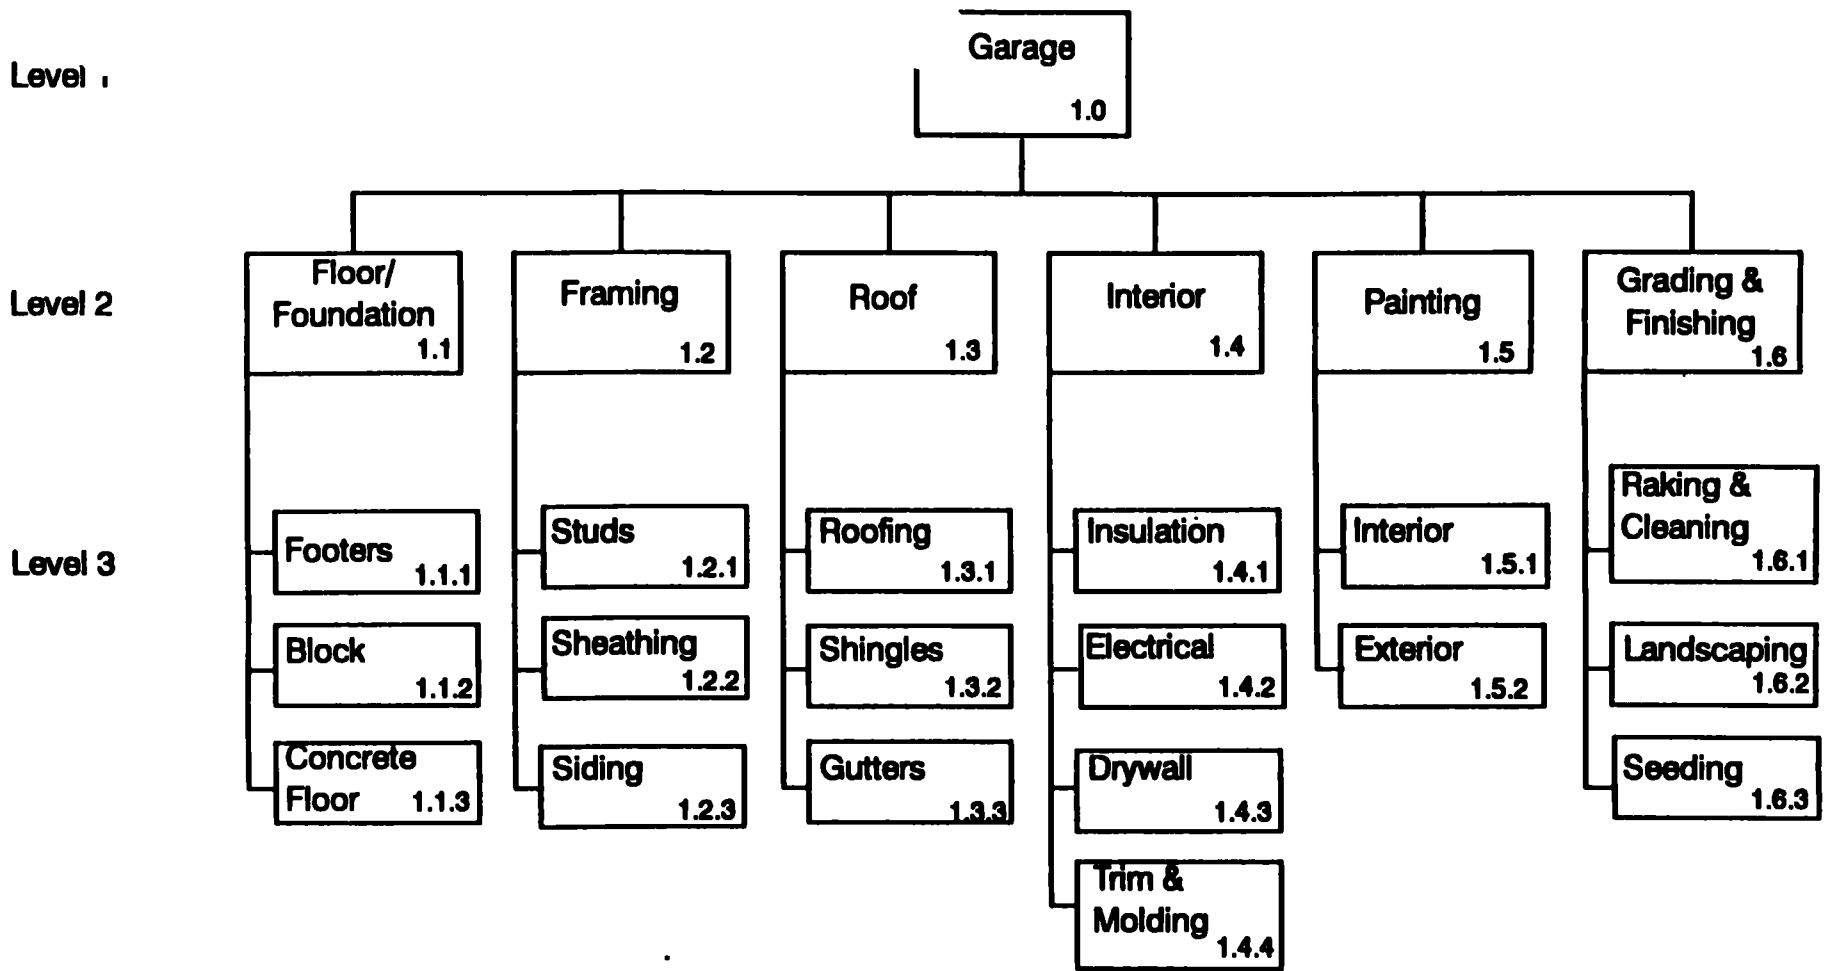 Garage
Level 1
1.0
Level 2
Floor/
Foundation
1.1
Framing
1.2
Roof
1.3
Interior
1.4
Painting
1.5
Grading &
Finishing
1.6
Level 3
Footers
1.1.1
Block
1.1.2
Concrete
Floor 1.1.3
Studs
1.2.1
Sheathing
1.2.2
Siding
1.2.3
Roofing
1.3.1
Shingles
1.3.2
Gutters
1.3.3
Insulation
1.4.1
Electrical
1.4.2
Drywall
1.4.3
Trim &
Molding
1.4.4
Interior
1.5.1
Exterior
1.5.2
Raking &
Cleaning
1.6.1
Landscaping
1.6.2
Seeding
1.6.3